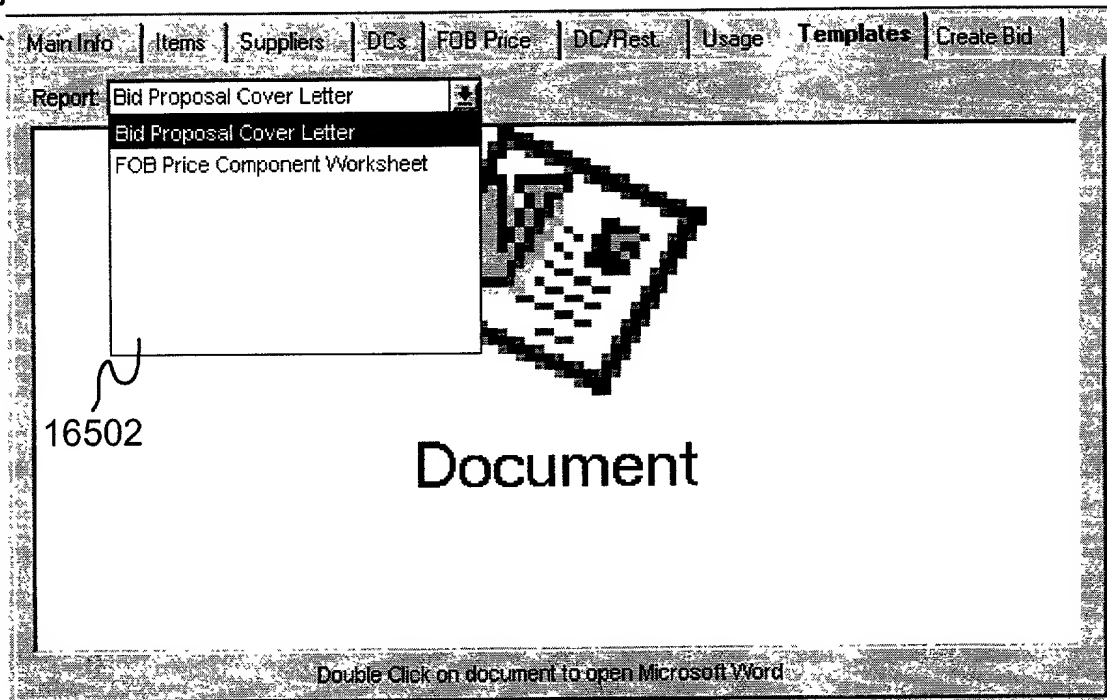 Main Info Items Suppliers DCs FOB Price DC/Rest Usage Templates Create Bid
Report: Bid Proposal Cover Letter
Bid Proposal Cover Letter
FOB Price Component Worksheet
16502
Document
Double Click on document to open Microsoft Word